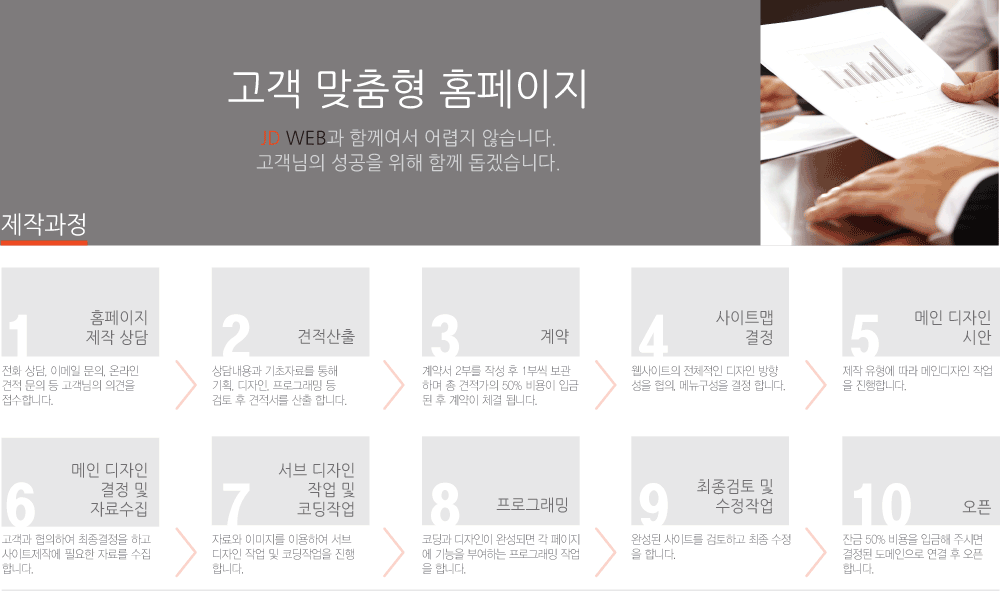 고객 맞춤형 홈페이지
JD WEB과 함께여서 어렵지 않습니다.
고객님의 성공을 위해 함께 돕겠습니다.
제작과정
1
홈페이지
제작 상담
전화 상담, 이메일 문의, 온라인
견적 문의 등 고객님의 의견을
접수합니다.
2
견적산출
상담내용과 기초자료를 통해
기획, 디자인, 프로그래밍 등
검토 후 견적서를 산출 합니다.
3
계약
계약서 2부를 작성 후 1부씩 보관
하며 총 견적가의 50% 비용이 입금
된 후 계약이 체결 됩니다.
4
사이트맵
결정
웹사이트의 전체적인 디자인 방향
성을 협의, 메뉴구성을 결정 합니다.
5
메인 디자인
시안
제작 유형에 따라 메인디자인 작업
을 진행합니다.
6
메인 디자인
결정 및
자료수집
고객과 협의하여 최종결정을 하고
사이트제작에 필요한 자료를 수집
합니다.
7
서브 디자인
작업 및
코딩작업
자료와 이미지를 이용하여 서브
디자인 작업 및 코딩작업을 진행
합니다.
8
프로그래밍
코딩과 디자인이 완성되면 각 페이지
에 기능을 부여하는 프로그래밍 작업
을 합니다.
9
최종검토 및
수정작업
완성된 사이트를 검토하고 최종 수정
을 합니다.
10
오픈
잔금 50% 비용을 입금해 주시면
결정된 도메인으로 연결 후 오픈
합니다.